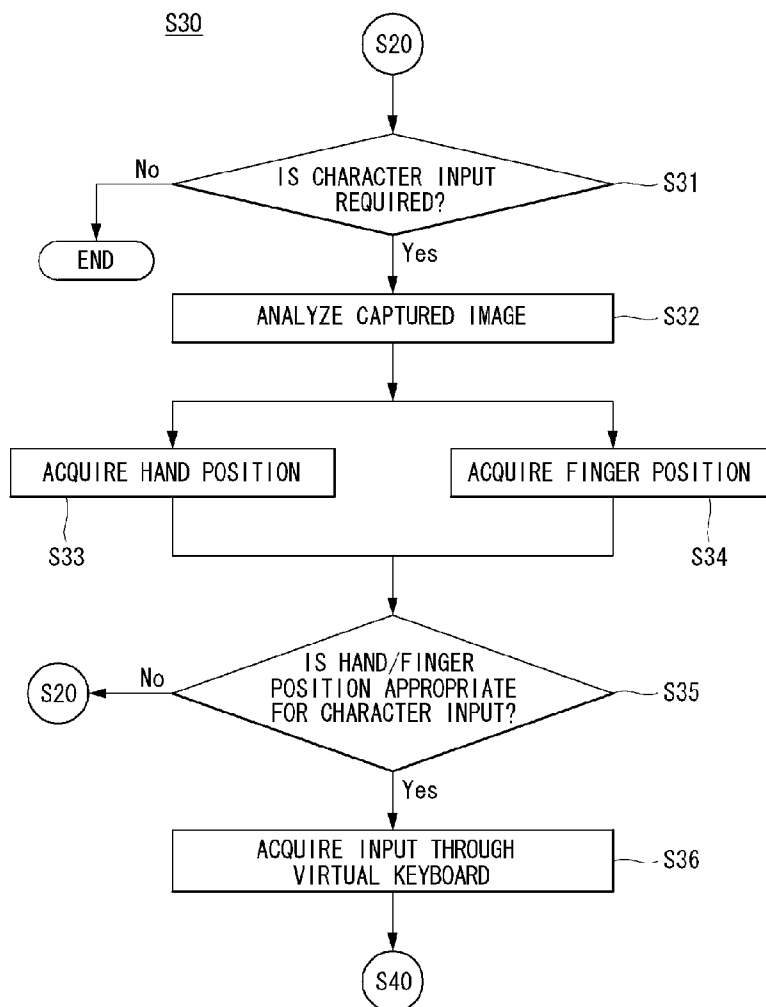 S30
S20
No
IS CHARACTER INPUT
REQUIRED?
S31
END
Yes
ANALYZE CAPTURED IMAGE
S32
ACQUIRE HAND POSITION
ACQUIRE FINGER POSITION
S33
S34
S20
No
IS HAND/FINGER
POSITION APPROPRIATE
FOR CHARACTER INPUT?
S35
Yes
ACQUIRE INPUT THROUGH
VIRTUAL KEYBOARD
S36
S40